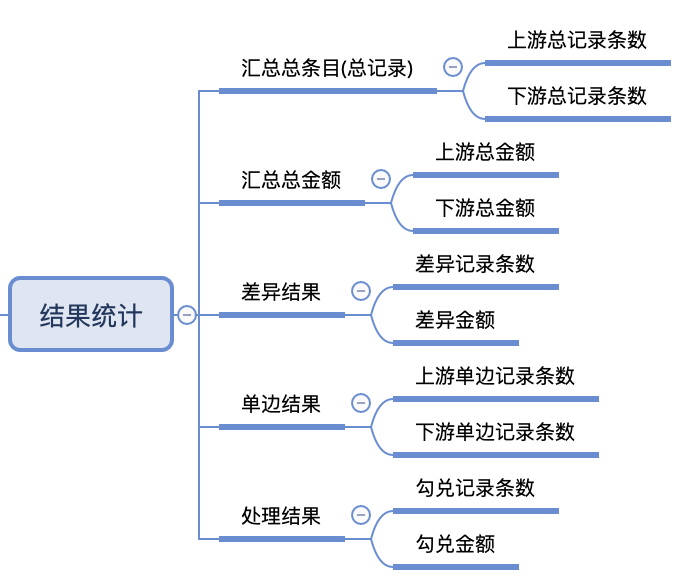 结果统计
汇总总条目(总记录)
上游总记录条数
下游总记录条数
汇总总金额
上游总金额
下游总金额
差异结果
差异记录条数
差异金额
单边结果
上游单边记录条数
下游单边记录条数
处理结果
勾兑记录条数
勾兑金额